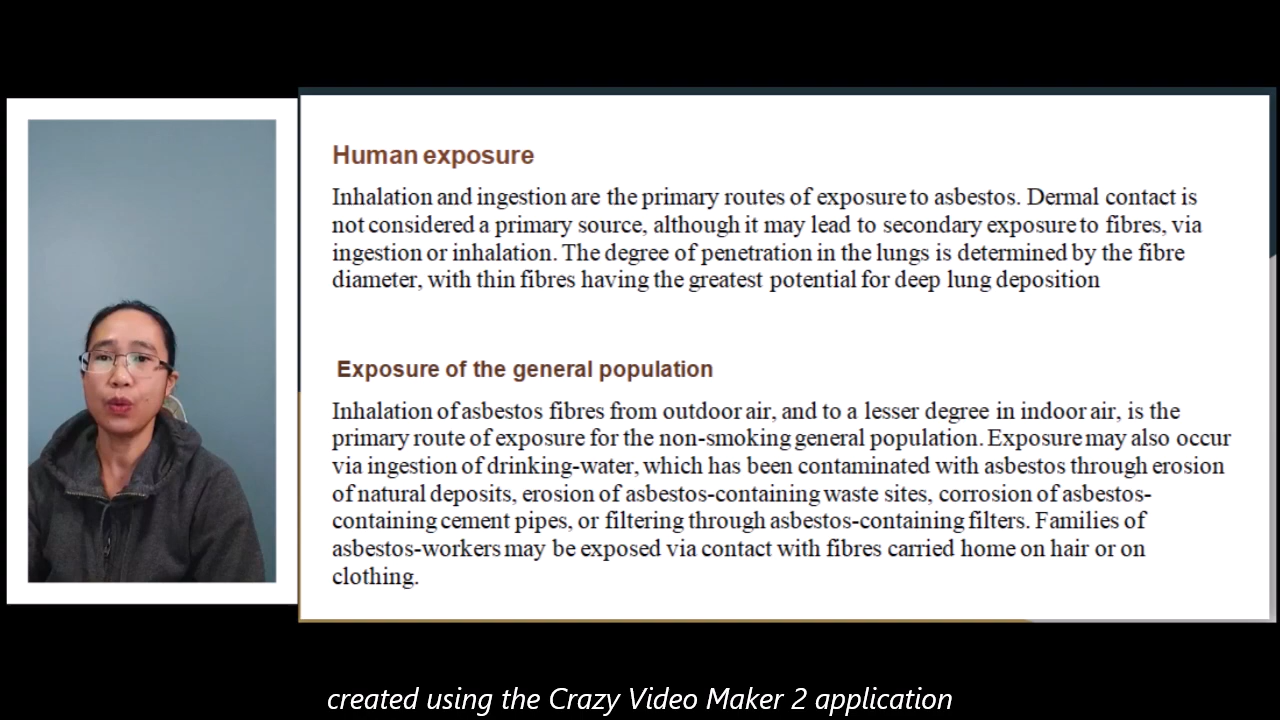 Human exposure
Inhalation and ingestion are the primary routes of exposure to asbestos. Dermal contact is
not considered a primary source, although it may lead to secondary exposure to fibres, via
ingestion or inhalation. The degree of penetration in the lungs is determined by the fibre
diameter, with thin fibres having the greatest potential for deep lung deposition
Exposure of the general population
Inhalation of asbestos fibres from outdoor air, and to a lesser degree in indoor air, is the
primary route of exposure for the non-smoking general population. Exposure may also occur
via ingestion of drinking-water, which has been contaminated with asbestos through erosion
of natural deposits, erosion of asbestos-containing waste sites, corrosion of asbestos-
containing cement pipes, or filtering through asbestos-containing filters. Families of
asbestos-workers may be exposed via contact with fibres carried home on hair or on
clothing.
created using the Crazy Video Maker 2 application